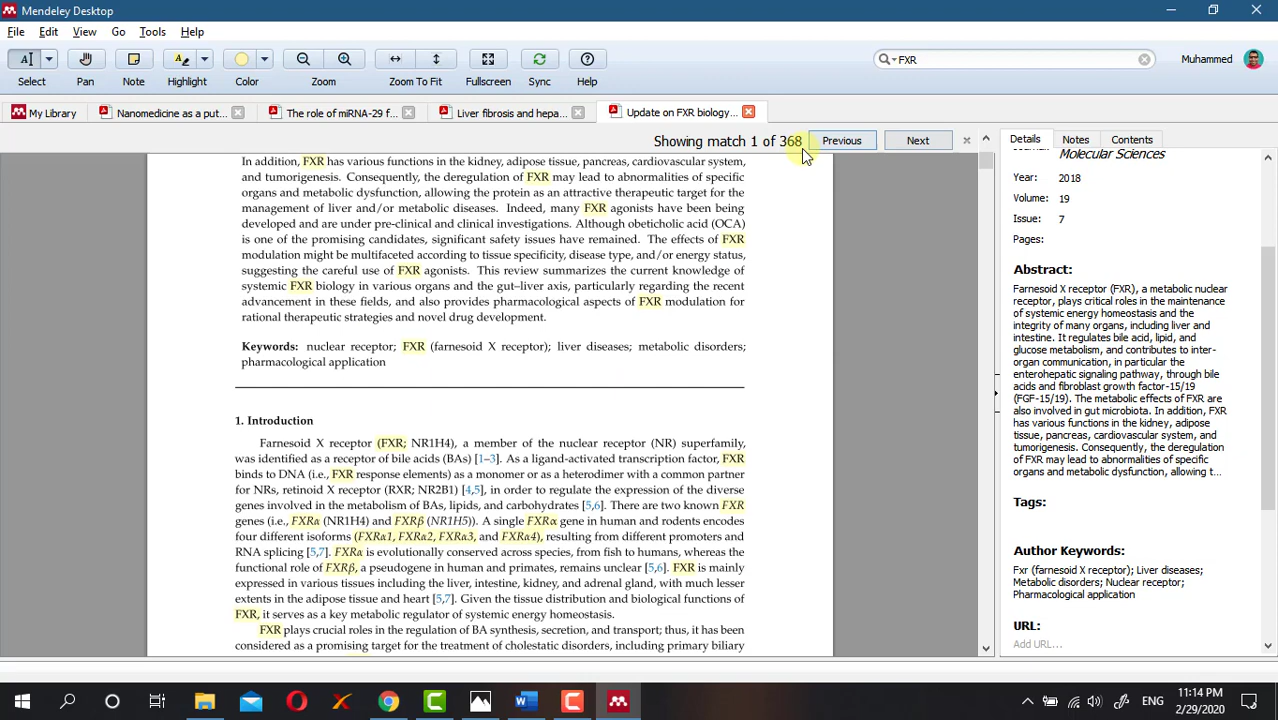 Mendeley Desktop
File Edit View Go Tools Help
Select Pan Note Highlight Color Zoom Zoom To Fit Fullscreen Sync Help
FXR
Muhammed
My Library Nanomedicine as a put... The role of miRNA-29 f... Liver fibrosis and hepa... Update on FXR biology...
Showing match 1 of 368 Previous Next
In addition, FXR has various functions in the kidney, adipose tissue, pancreas, cardiovascular system,
and tumorigenesis. Consequently, the deregulation of FXR may lead to abnormalities of specific
organs and metabolic dysfunction, allowing the protein as an attractive therapeutic target for the
management of liver and/or metabolic diseases. Indeed, many FXR agonists have been being
developed and are under pre-clinical and clinical investigations. Although obeticholic acid (OCA)
is one of the promising candidates, significant safety issues have remained. The effects of FXR
modulation might be multifaceted according to tissue specificity, disease type, and/or energy status,
suggesting the careful use of FXR agonists. This review summarizes the current knowledge of
systemic FXR biology in various organs and the gut–liver axis, particularly regarding the recent
advancement in these fields, and also provides pharmacological aspects of FXR modulation for
rational therapeutic strategies and novel drug development.
Keywords: nuclear receptor; FXR (farnesoid X receptor); liver diseases; metabolic disorders;
pharmacological application
1. Introduction
Farnesoid X receptor (FXR; NR1H4), a member of the nuclear receptor (NR) superfamily,
was identified as a receptor of bile acids (BAs) [1–3]. As a ligand-activated transcription factor, FXR
binds to DNA (i.e., FXR response elements) as a monomer or as a heterodimer with a common partner
for NRs, retinoid X receptor (RXR; NR2B1) [4,5], in order to regulate the expression of the diverse
genes involved in the metabolism of BAs, lipids, and carbohydrates [5,6]. There are two known FXR
genes (i.e., FXRα (NR1H4) and FXRβ (NR1H5)). A single FXRα gene in human and rodents encodes
four different isoforms (FXRα1, FXRα2, FXRα3, and FXRα4), resulting from different promoters and
RNA splicing [5,7]. FXRα is evolutionally conserved across species, from fish to humans, whereas the
functional role of FXRβ, a pseudogene in human and primates, remains unclear [5,6]. FXR is mainly
expressed in various tissues including the liver, intestine, kidney, and adrenal gland, with much lesser
extents in the adipose tissue and heart [5,7]. Given the tissue distribution and biological functions of
FXR, it serves as a key metabolic regulator of systemic energy homeostasis.
FXR plays crucial roles in the regulation of BA synthesis, secretion, and transport; thus, it has been
considered as a promising target for the treatment of cholestatic disorders, including primary biliary
Details Notes Contents
Molecular Sciences
Year: 2018
Volume: 19
Issue: 7
Pages:
Abstract:
Farnesoid X receptor (FXR), a metabolic nuclear
receptor, plays critical roles in the maintenance
of systemic energy homeostasis and the
integrity of many organs, including liver and
intestine. It regulates bile acid, lipid, and
glucose metabolism, and contributes to inter-
organ communication, in particular the
enterohepatic signaling pathway, through bile
acids and fibroblast growth factor-15/19
(FGF-15/19). The metabolic effects of FXR are
also involved in gut microbiota. In addition, FXR
has various functions in the kidney, adipose
tissue, pancreas, cardiovascular system, and
tumorigenesis. Consequently, the deregulation
of FXR may lead to abnormalities of specific
organs and metabolic dysfunction, allowing t...
Tags:
Author Keywords:
Fxr (farnesoid X receptor); Liver diseases;
Metabolic disorders; Nuclear receptor;
Pharmacological application
URL:
Add URL...
ENG
11:14 PM
2/29/2020